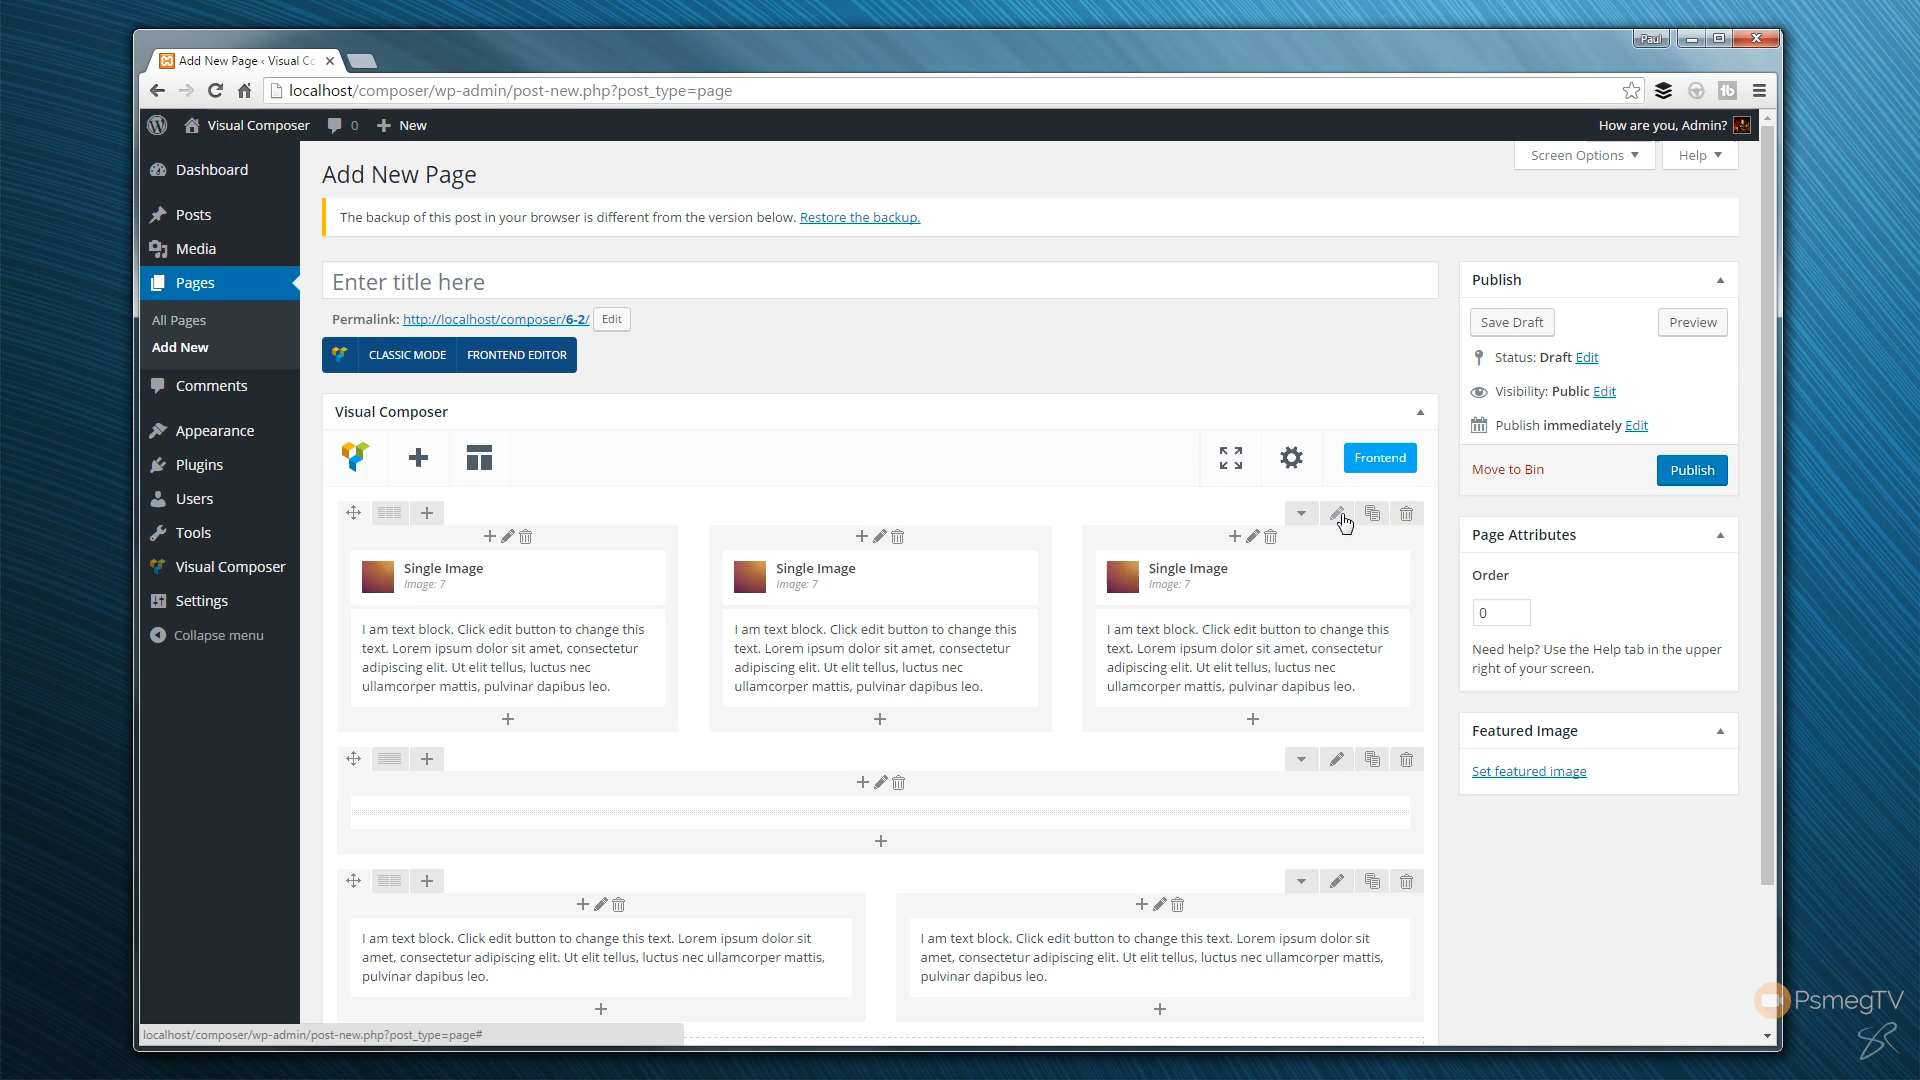 Paul
Add New Page ‹ Visual Co
localhost/composer/wp-admin/post-new.php?post_type=page
Visual Composer
0
New
How are you, Admin?
Dashboard
Posts
Media
Pages
All Pages
Add New
Comments
Appearance
Plugins
Users
Tools
Visual Composer
Settings
Collapse menu
Screen Options
Help
Add New Page
The backup of this post in your browser is different from the version below. Restore the backup.
Enter title here
Permalink: http://localhost/composer/6-2/ Edit
CLASSIC MODE FRONTEND EDITOR
Visual Composer
Frontend
Single Image
Image: 7
I am text block. Click edit button to change this
text. Lorem ipsum dolor sit amet, consectetur
adipiscing elit. Ut elit tellus, luctus nec
ullamcorper mattis, pulvinar dapibus leo.
Single Image
Image: 7
I am text block. Click edit button to change this
text. Lorem ipsum dolor sit amet, consectetur
adipiscing elit. Ut elit tellus, luctus nec
ullamcorper mattis, pulvinar dapibus leo.
Single Image
Image: 7
I am text block. Click edit button to change this
text. Lorem ipsum dolor sit amet, consectetur
adipiscing elit. Ut elit tellus, luctus nec
ullamcorper mattis, pulvinar dapibus leo.
I am text block. Click edit button to change this text. Lorem ipsum dolor sit
amet, consectetur adipiscing elit. Ut elit tellus, luctus nec ullamcorper mattis,
pulvinar dapibus leo.
I am text block. Click edit button to change this text. Lorem ipsum dolor sit
amet, consectetur adipiscing elit. Ut elit tellus, luctus nec ullamcorper mattis,
pulvinar dapibus leo.
Publish
Save Draft
Preview
Status: Draft Edit
Visibility: Public Edit
Publish immediately Edit
Move to Bin
Publish
Page Attributes
Order
0
Need help? Use the Help tab in the upper
right of your screen.
Featured Image
Set featured image
localhost/composer/wp-admin/post-new.php?post_type=page#
PsmegTV